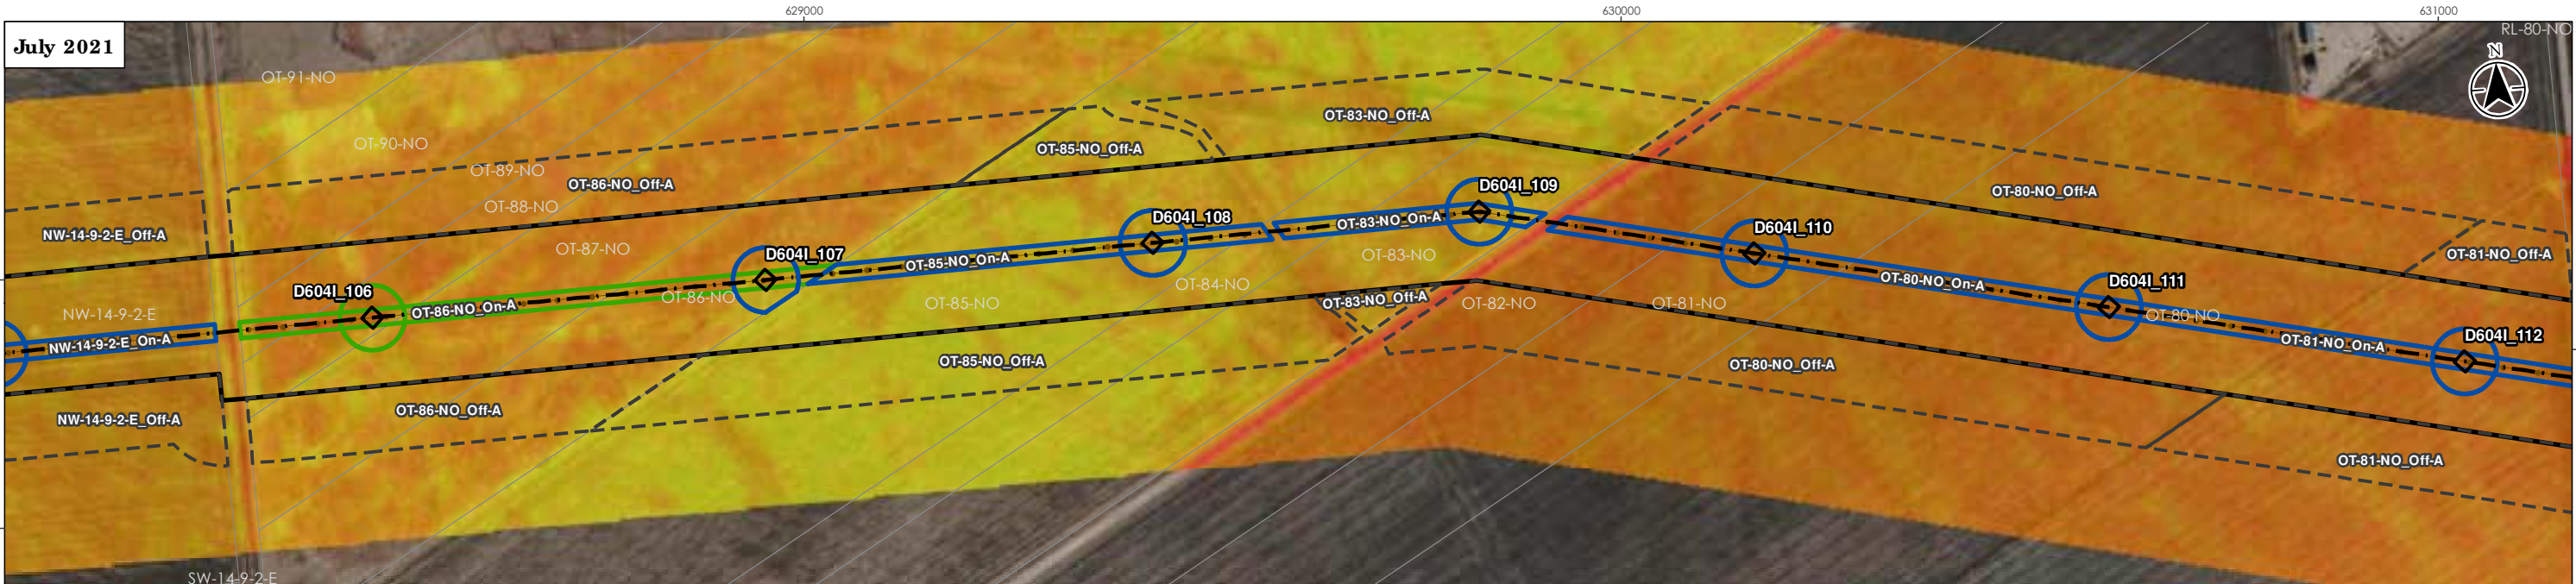 629000
630000
631000
July 2021
RL-80-NO
N
OT-91-NO
OT-90-NO
OT-83-NO_Off-A
OT-85-NO_Off-A
OT-89-NO
OT-86-NO_Off-A
OT-88-NO
D604I_109
OT-80-NO_Off-A
D604I_108
OT-83-NO_On-A
D604I_110
NW-14-9-2-E_Off-A
OT-87-NO
D604I_107
OT-85-NO_On-A
OT-83-NO
OT-81-NO_Off-A
D604I_106
OT-86-NO
OT-84-NO
OT-80-NO_On-A
D604I_111
OT-86-NO_On-A
OT-85-NO
OT-83-NO_Off-A
OT-82-NO
OT-81-NO
OT-80-NO
NW-14-9-2-E
NW-14-9-2-E_On-A
OT-81-NO_On-A
D604I_112
OT-85-NO_Off-A
OT-80-NO_Off-A
OT-86-NO_Off-A
NW-14-9-2-E_Off-A
OT-81-NO_Off-A
SW-14-9-2-E